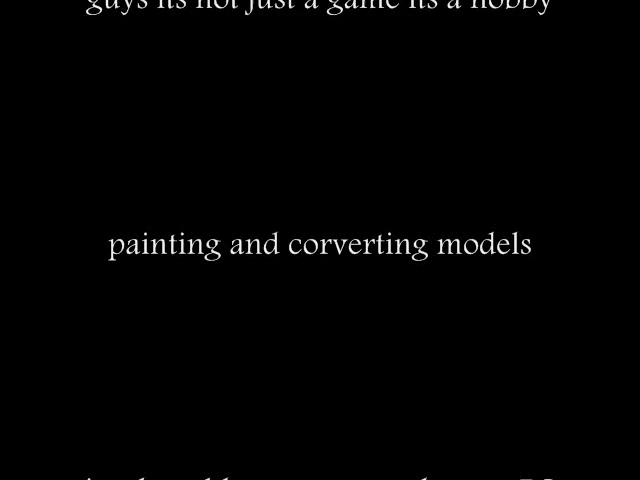 guys its not just a game its a hobby
painting and corverting models